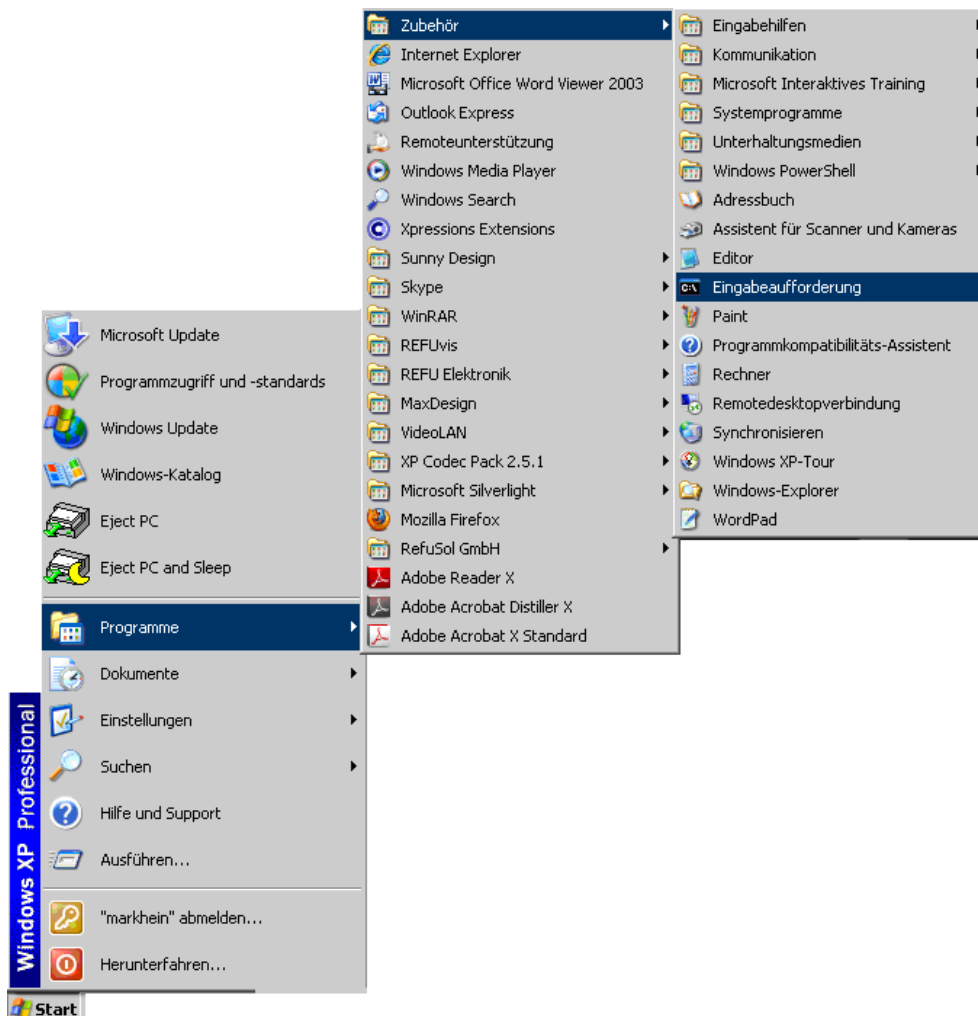 Zubehör
Internet Explorer
Microsoft Office Word Viewer 2003
Outlook Express
Remoteunterstützung
Windows Media Player
Windows Search
Xpressions Extensions
Sunny Design
Skype
WinRAR
REFUvis
REFU Elektronik
MaxDesign
VideoLAN
XP Codec Pack 2.5.1
Microsoft Silverlight
Mozilla Firefox
RefuSol GmbH
Adobe Reader X
Adobe Acrobat Distiller X
Adobe Acrobat X Standard
Eingabehilfen
Kommunikation
Microsoft Interaktives Training
Systemprogramme
Unterhaltungsmedien
Windows PowerShell
Adressbuch
Assistent für Scanner und Kameras
Editor
C:\ Eingabeaufforderung
Paint
Programmkompatibilitäts-Assistent
Rechner
Remotedesktopverbindung
Synchronisieren
Windows XP-Tour
Windows-Explorer
WordPad
Microsoft Update
Programmzugriff und -standards
Windows Update
Windows-Katalog
Eject PC
Eject PC and Sleep
Programme
Dokumente
Einstellungen
Suchen
Hilfe und Support
Ausführen...
"markhein" abmelden...
Herunterfahren...
Windows XP Professional
Start